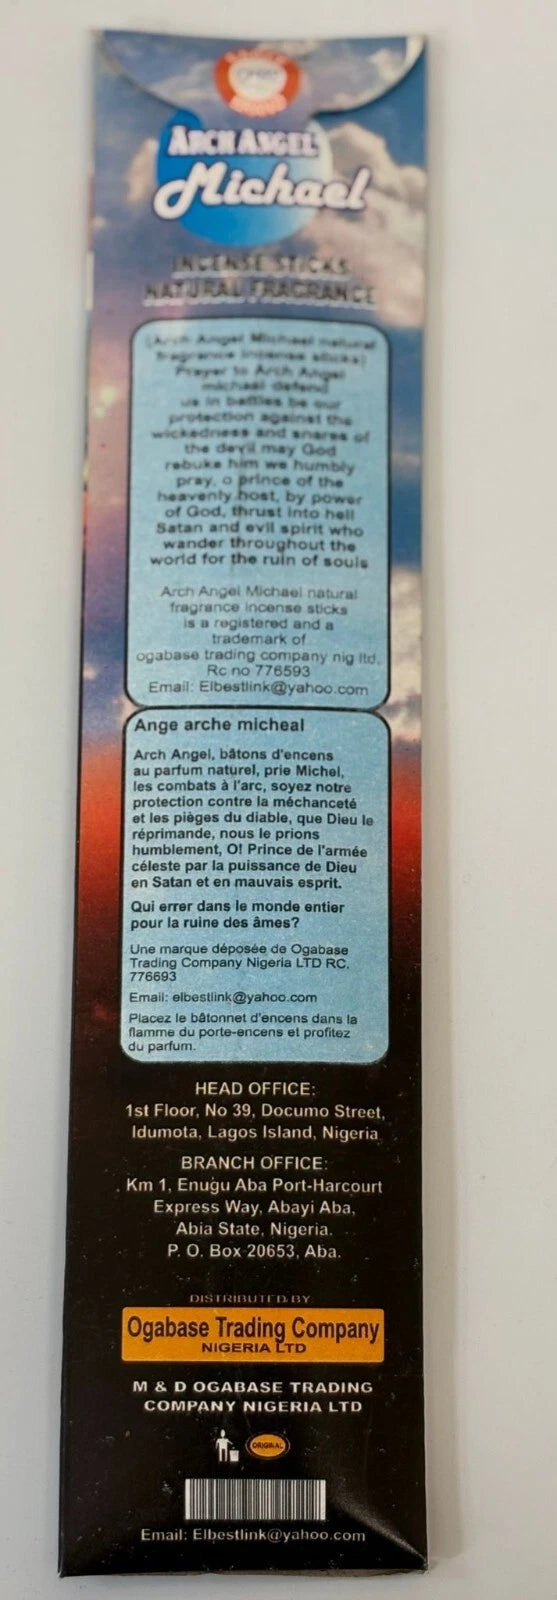 ARCHANGEL
Michael
INCENSE STICKS
NATURAL FRAGRANCE
(Arch Angel Michael natural
fragrance incense sticks)
Prayer to Arch Angel
michael defend
us in battles be our
protection against the
wickedness and snares of
the devil may God
rebuke him we humbly
pray, o prince of the
heavenly host, by power
of God, thrust into hell
Satan and evil spirit who
wander throughout the
world for the ruin of souls
Arch Angel Michael natural
fragrance incense sticks
is a registered and a
trademark of
ogabase trading company nig ltd,
Rc no 776593
Email: Elbestlink@yahoo.com
Ange arche micheal
Arch Angel, bâtons d'encens
au parfum naturel, prie Michel,
les combats à l'arc, soyez notre
protection contre la méchanceté
et les pièges du diable, que Dieu le
réprimande, nous le prions
humblement, O! Prince de l'armée
céleste par la puissance de Dieu
en Satan et en mauvais esprit.
Qui errer dans le monde entier
pour la ruine des âmes?
Une marque déposée de Ogabase
Trading Company Nigeria LTD RC.
776693
Email: elbestlink@yahoo.com
Placez le bâtonnet d'encens dans la
flamme du porte-encens et profitez
du parfum.
HEAD OFFICE:
1st Floor, No 39, Documo Street,
Idumota, Lagos Island, Nigeria
BRANCH OFFICE:
Km 1, Enugu Aba Port-Harcourt
Express Way, Abayi Aba,
Abia State, Nigeria.
P. O. Box 20653, Aba.
DISTRIBUTED BY:
Ogabase Trading Company
NIGERIA LTD
M & D OGABASE TRADING
COMPANY NIGERIA LTD
ORIGINAL
Email: Elbestlink@yahoo.com